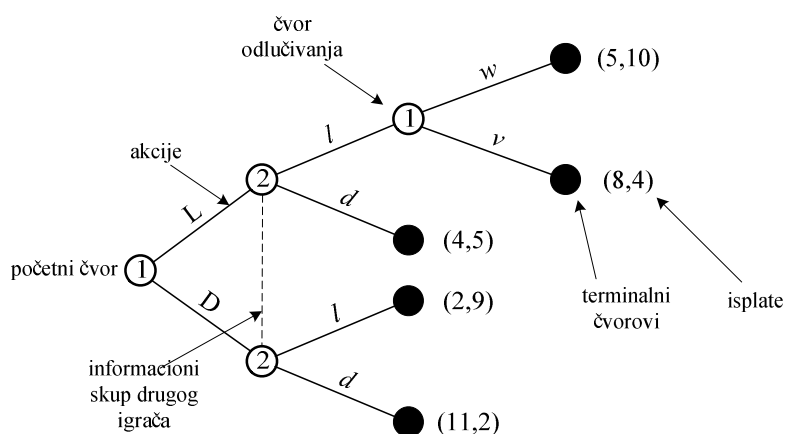 čvor
odlučivanja
w
(5,10)
1
l
v
akcije
2
(8,4)
L
d
(4,5)
početni čvor
1
D
l
(2,9)
terminalni
čvorovi
isplate
2
informacioni
skup drugog
igrača
d
(11,2)